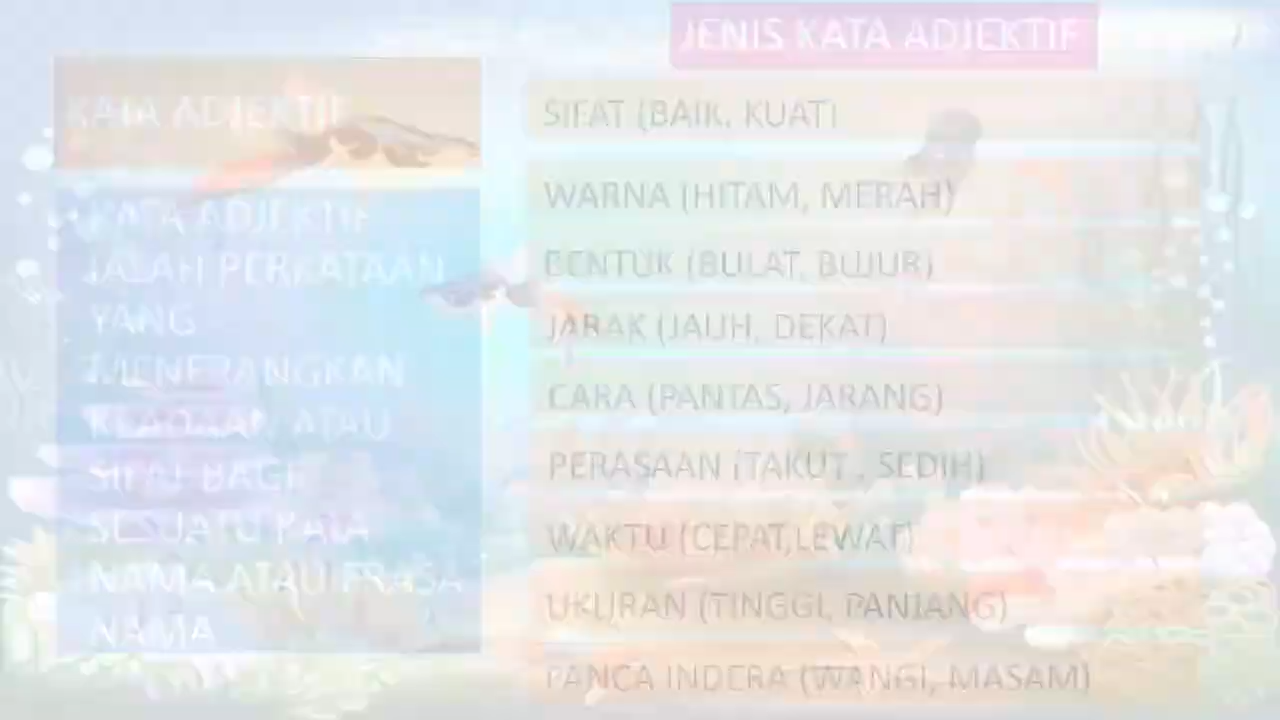 JENIS KATA ADJEKTIF
KATA ADJEKTIF
KATA ADJEKTIF
IALAH PERKATAAN
YANG
MENERANGKAN
KEADAAN ATAU
SIFAT BAGI
SESUATU KATA
NAMA ATAU FRASA
NAMA
SIFAT (BAIK, KUAT)
WARNA (HITAM, MERAH)
BENTUK (BULAT, BUJUR)
JARAK (JAUH, DEKAT)
CARA (PANTAS, JARANG)
PERASAAN (TAKUT , SEDIH)
WAKTU (CEPAT,LEWAT)
UKURAN (TINGGI, PANJANG)
PANCA INDERA (WANGI, MASAM)